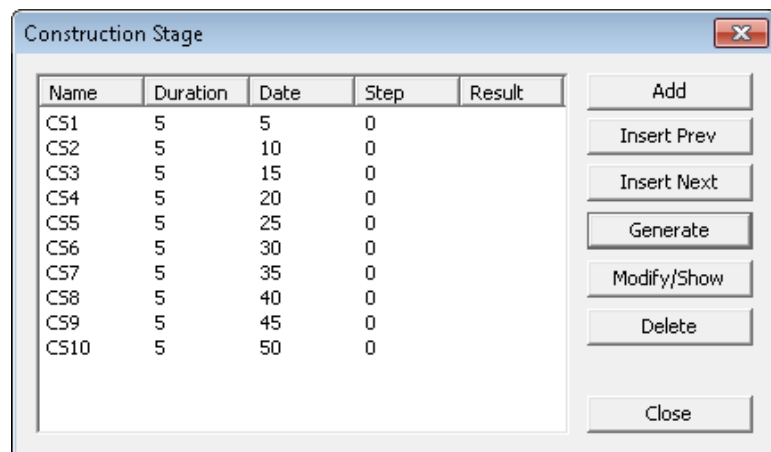 Construction Stage
Name Duration Date Step Result
CS1 5 5 0
CS2 5 10 0
CS3 5 15 0
CS4 5 20 0
CS5 5 25 0
CS6 5 30 0
CS7 5 35 0
CS8 5 40 0
CS9 5 45 0
CS10 5 50 0
Add
Insert Prev
Insert Next
Generate
Modify/Show
Delete
Close